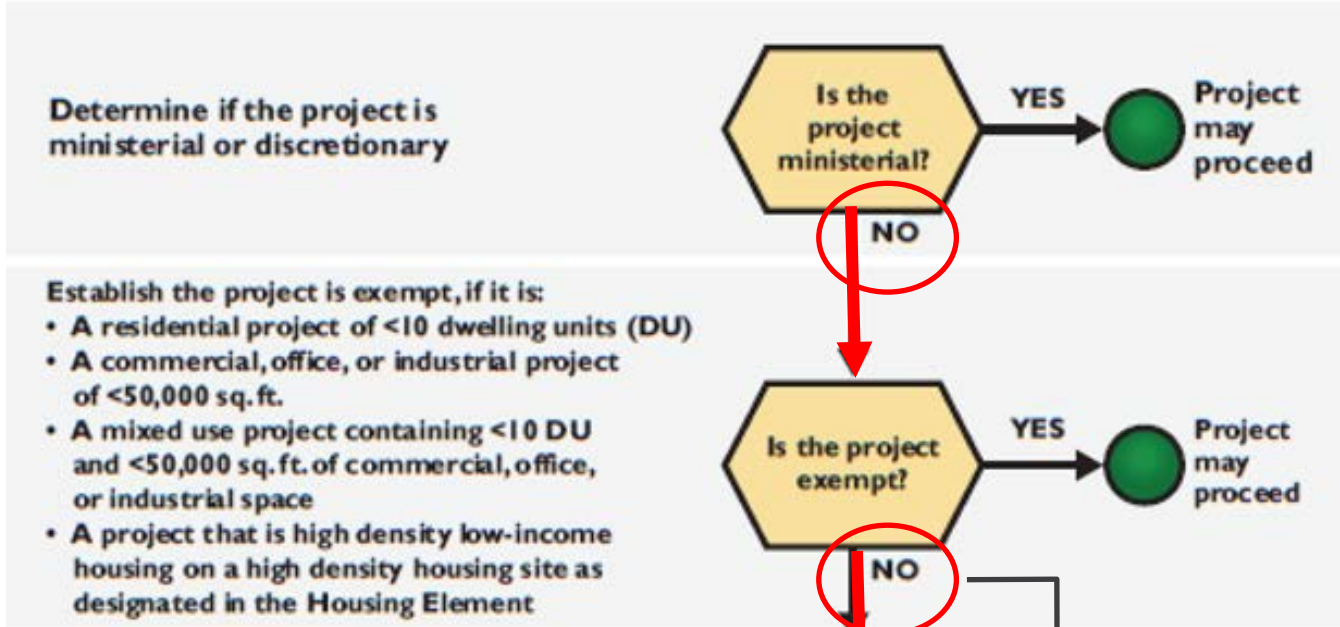 Determine if the project is
ministerial or discretionary
Is the
project
ministerial?
YES
Project
may
proceed
NO
Establish the project is exempt, if it is:
• A residential project of <10 dwelling units (DU)
• A commercial, office, or industrial project
of <50,000 sq. ft.
• A mixed use project containing <10 DU
and <50,000 sq. ft. of commercial, office,
or industrial space
• A project that is high density low-income
housing on a high density housing site as
designated in the Housing Element
Is the project
exempt?
YES
Project
may
proceed
NO